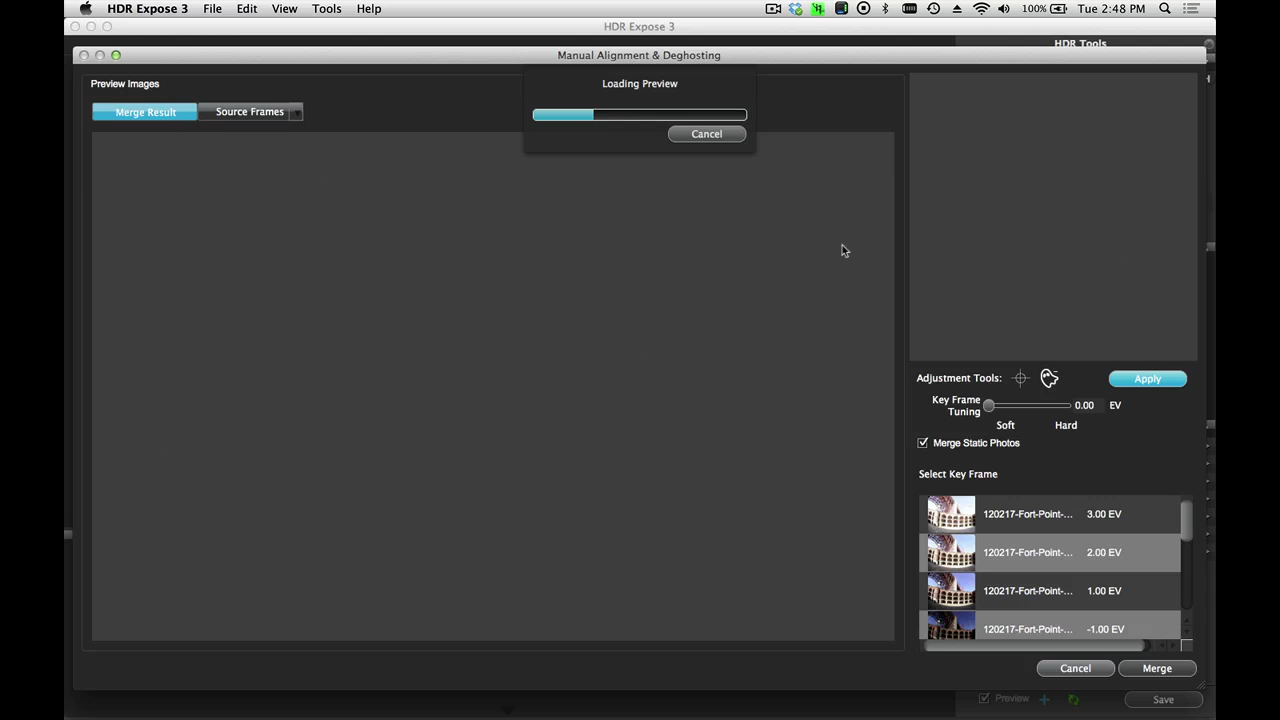 HDR Expose 3 File Edit View Tools Help 100% Tue 2:48 PM
HDR Expose 3
HDR Tools
Manual Alignment & Deghosting
Preview Images
Loading Preview
Merge Result Source Frames
Cancel
Adjustment Tools: Apply
Key Frame Tuning 0.00 EV
Soft Hard
Merge Static Photos
Select Key Frame
120217-Fort-Point-... 3.00 EV
120217-Fort-Point-... 2.00 EV
120217-Fort-Point-... 1.00 EV
120217-Fort-Point-... -1.00 EV
Cancel Merge
Preview Save